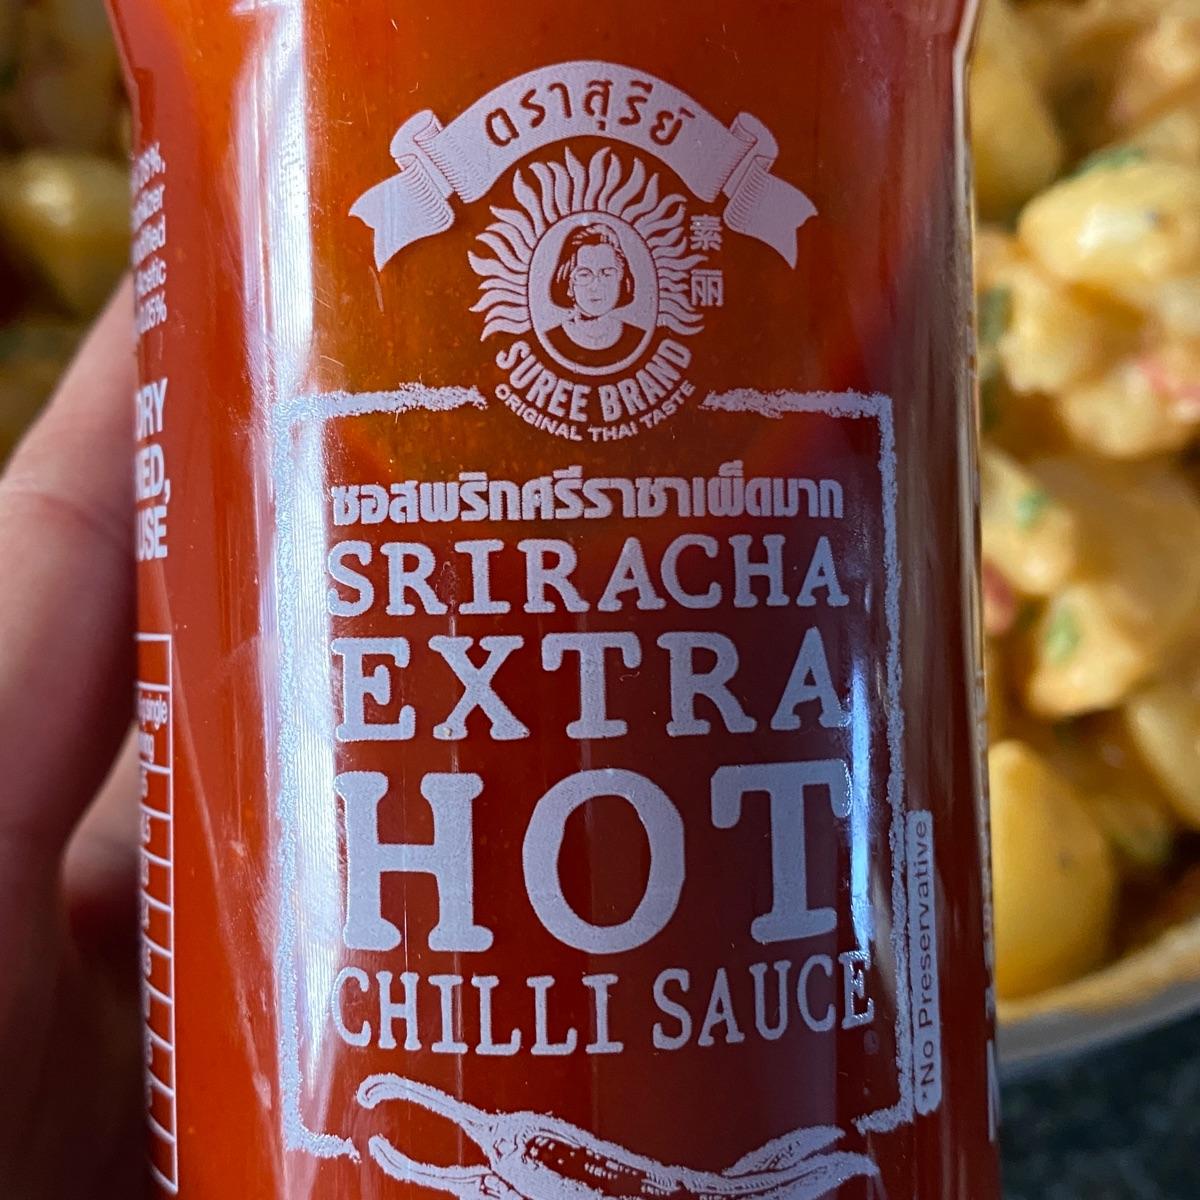 ตราสุรีย์
素
丽
SUREE BRAND
ORIGINAL THAI TASTE
ซอสพริกศรีราชาเผ็ดมาก
SRIRACHA
EXTRA
HOT
CHILLI SAUCE
*No Preservative